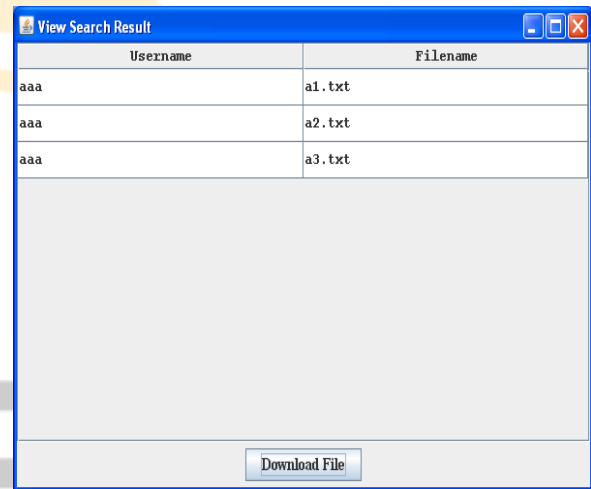 View Search Result
Username Filename
aaa a1.txt
aaa a2.txt
aaa a3.txt
Download File